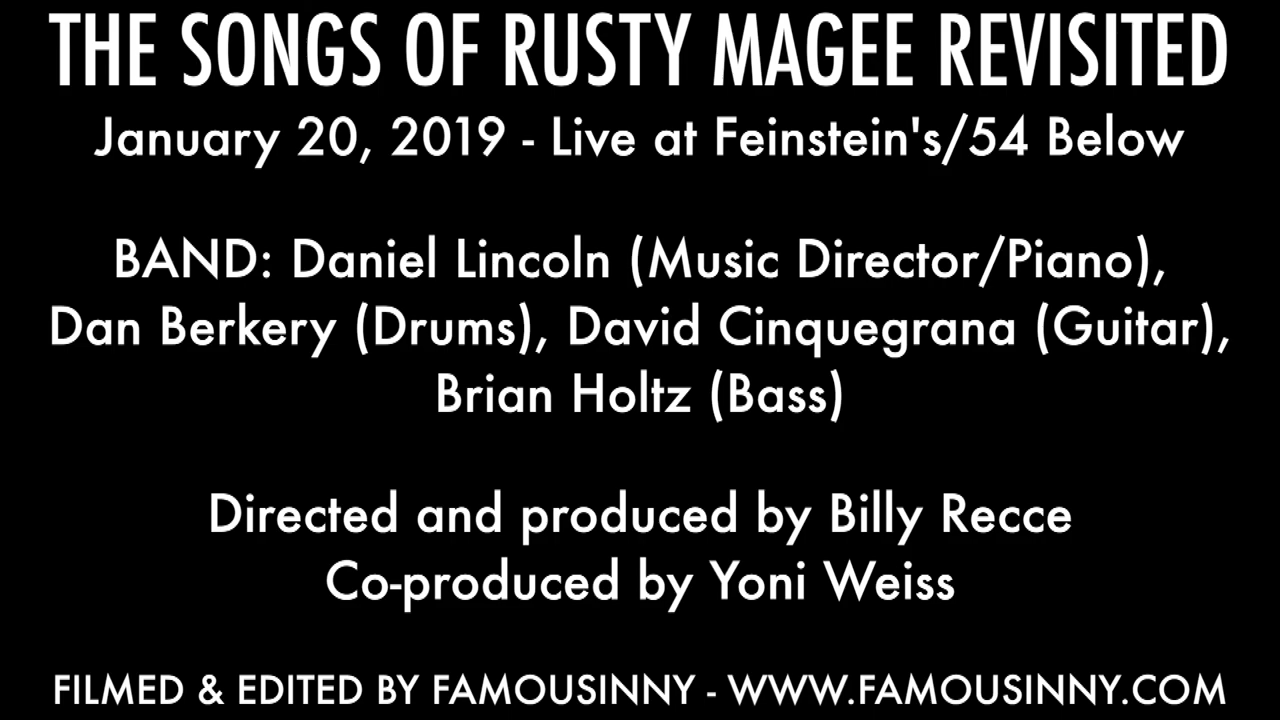 THE SONGS OF RUSTY MAGEE REVISITED
January 20, 2019 - Live at Feinstein's/54 Below
BAND: Daniel Lincoln (Music Director/Piano),
Dan Berkery (Drums), David Cinquegrana (Guitar),
Brian Holtz (Bass)
Directed and produced by Billy Recce
Co-produced by Yoni Weiss
FILMED & EDITED BY FAMOUSINNY - WWW.FAMOUSINNY.COM